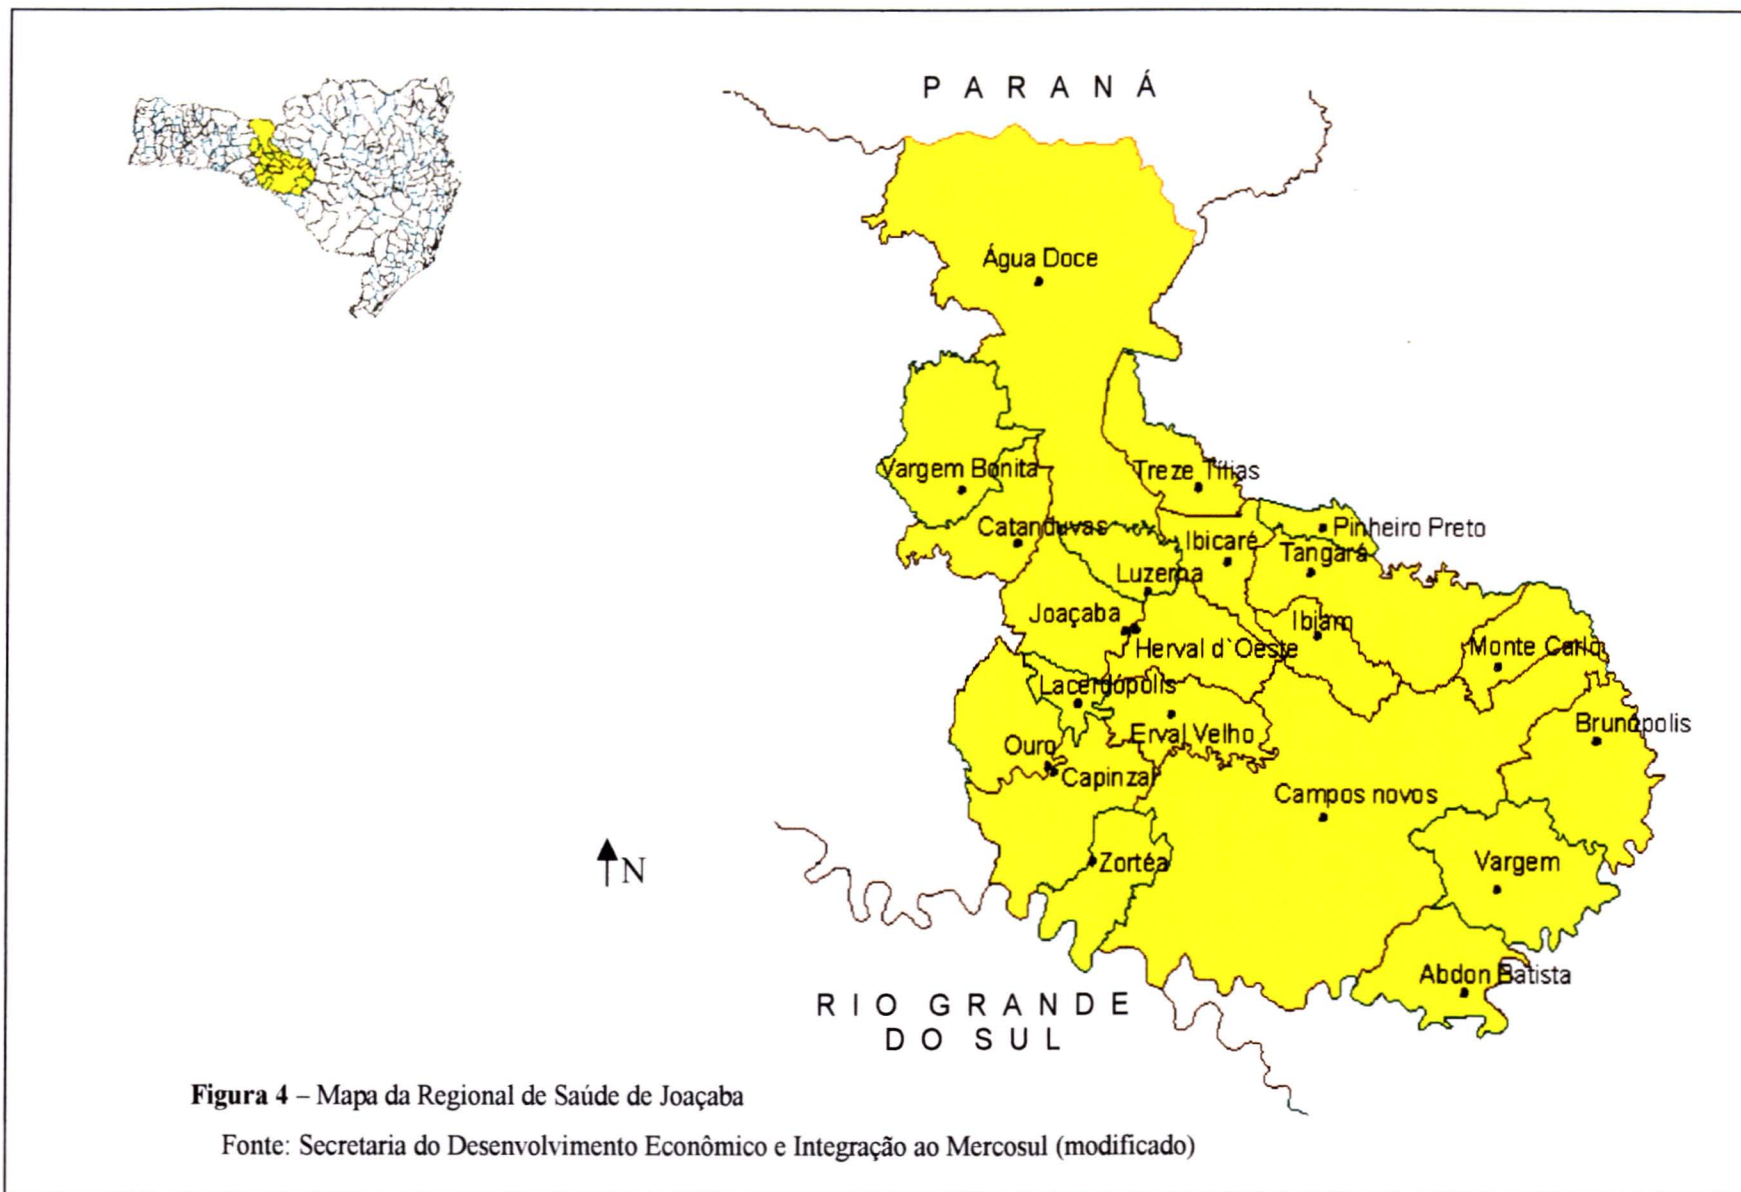 PARANÁ
Água Doce
Vargem Bonita
Treze Tílias
Catanduvas
Pinheiro Preto
Ibicaré
Tangará
Luzerna
Joaçaba
Ibiam
Herval d`Oeste
Monte Carlo
Lacerdópolis
Brunópolis
Erval Velho
Ouro
Capinzal
Campos novos
Zortéa
Vargem
N
Abdon Batista
RIO GRANDE
DO SUL
Figura 4 – Mapa da Regional de Saúde de Joaçaba
Fonte: Secretaria do Desenvolvimento Econômico e Integração ao Mercosul (modificado)